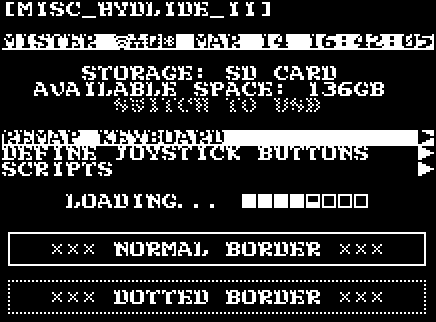 [MISC_HYDLIDE_II]
MISTER MAR 14 16:42:05
STORAGE: SD CARD
AVAILABLE SPACE: 136GB
SWITCH TO USB
REMAP KEYBOARD
DEFINE JOYSTICK BUTTONS
SCRIPTS
LOADING...
××× NORMAL BORDER ×××
××× DOTTED BORDER ×××